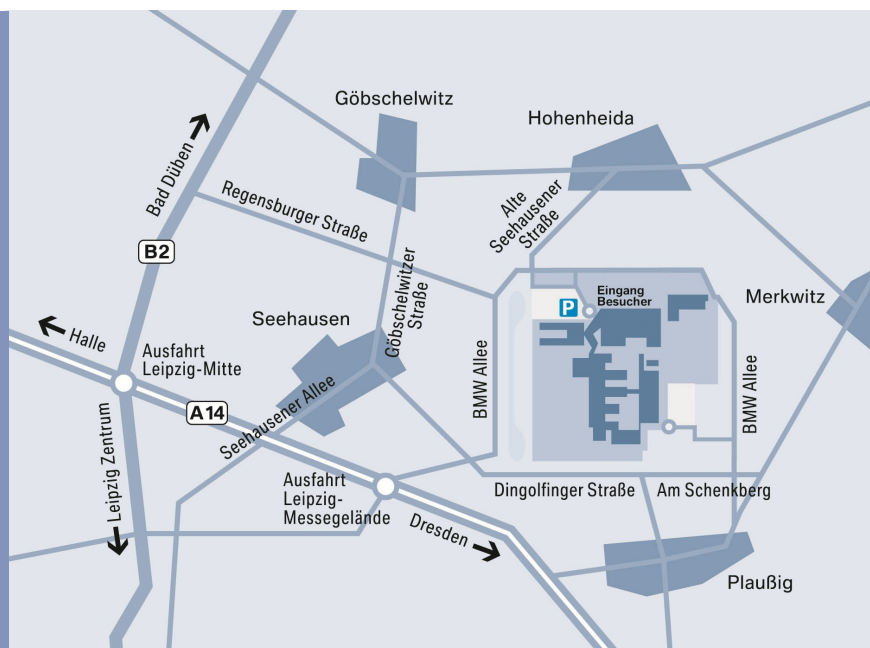 Göbschelwitz
Hohenheida
Bad Düben
Regensburger Straße
Alte
Seehausener
Straße
B2
Göbschelwitzer
Straße
Eingang
Besucher
P
Merkwitz
Seehausen
Halle
Ausfahrt
Leipzig-Mitte
BMW Allee
BMW Allee
A14
Seehausener Allee
Leipzig Zentrum
Ausfahrt
Leipzig-
Messegelände
Dingolfinger Straße
Am Schenkberg
Dresden
Plaußig